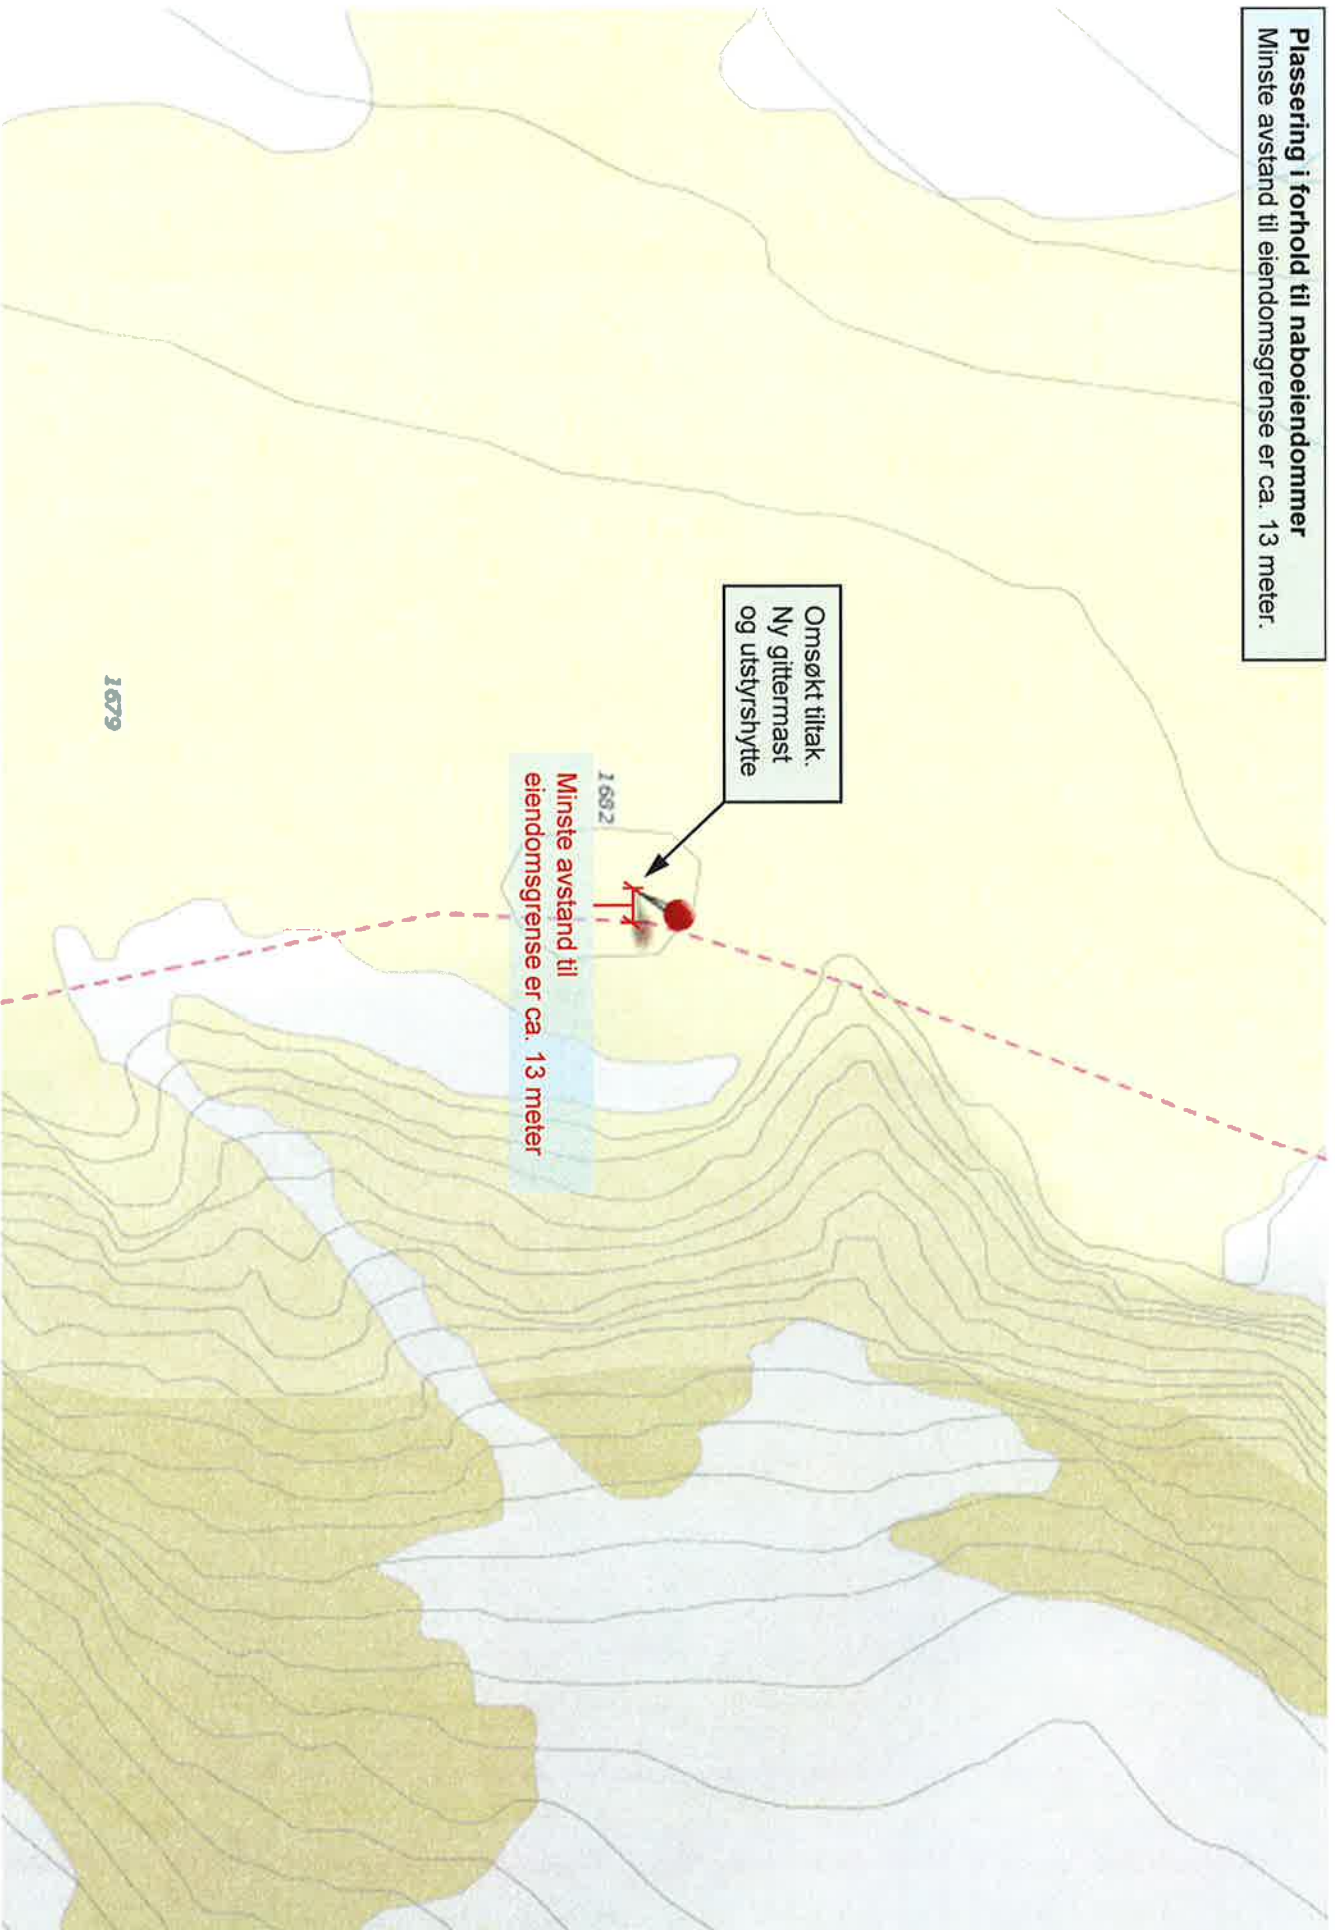 Plassering i forhold til naboeiendommer
Minste avstand til eiendomsgrense er ca. 13 meter.
Omsøkt tiltak.
Ny gittermast
og utstyrshytte
1682
Minste avstand til
eiendomsgrense er ca. 13 meter
1679